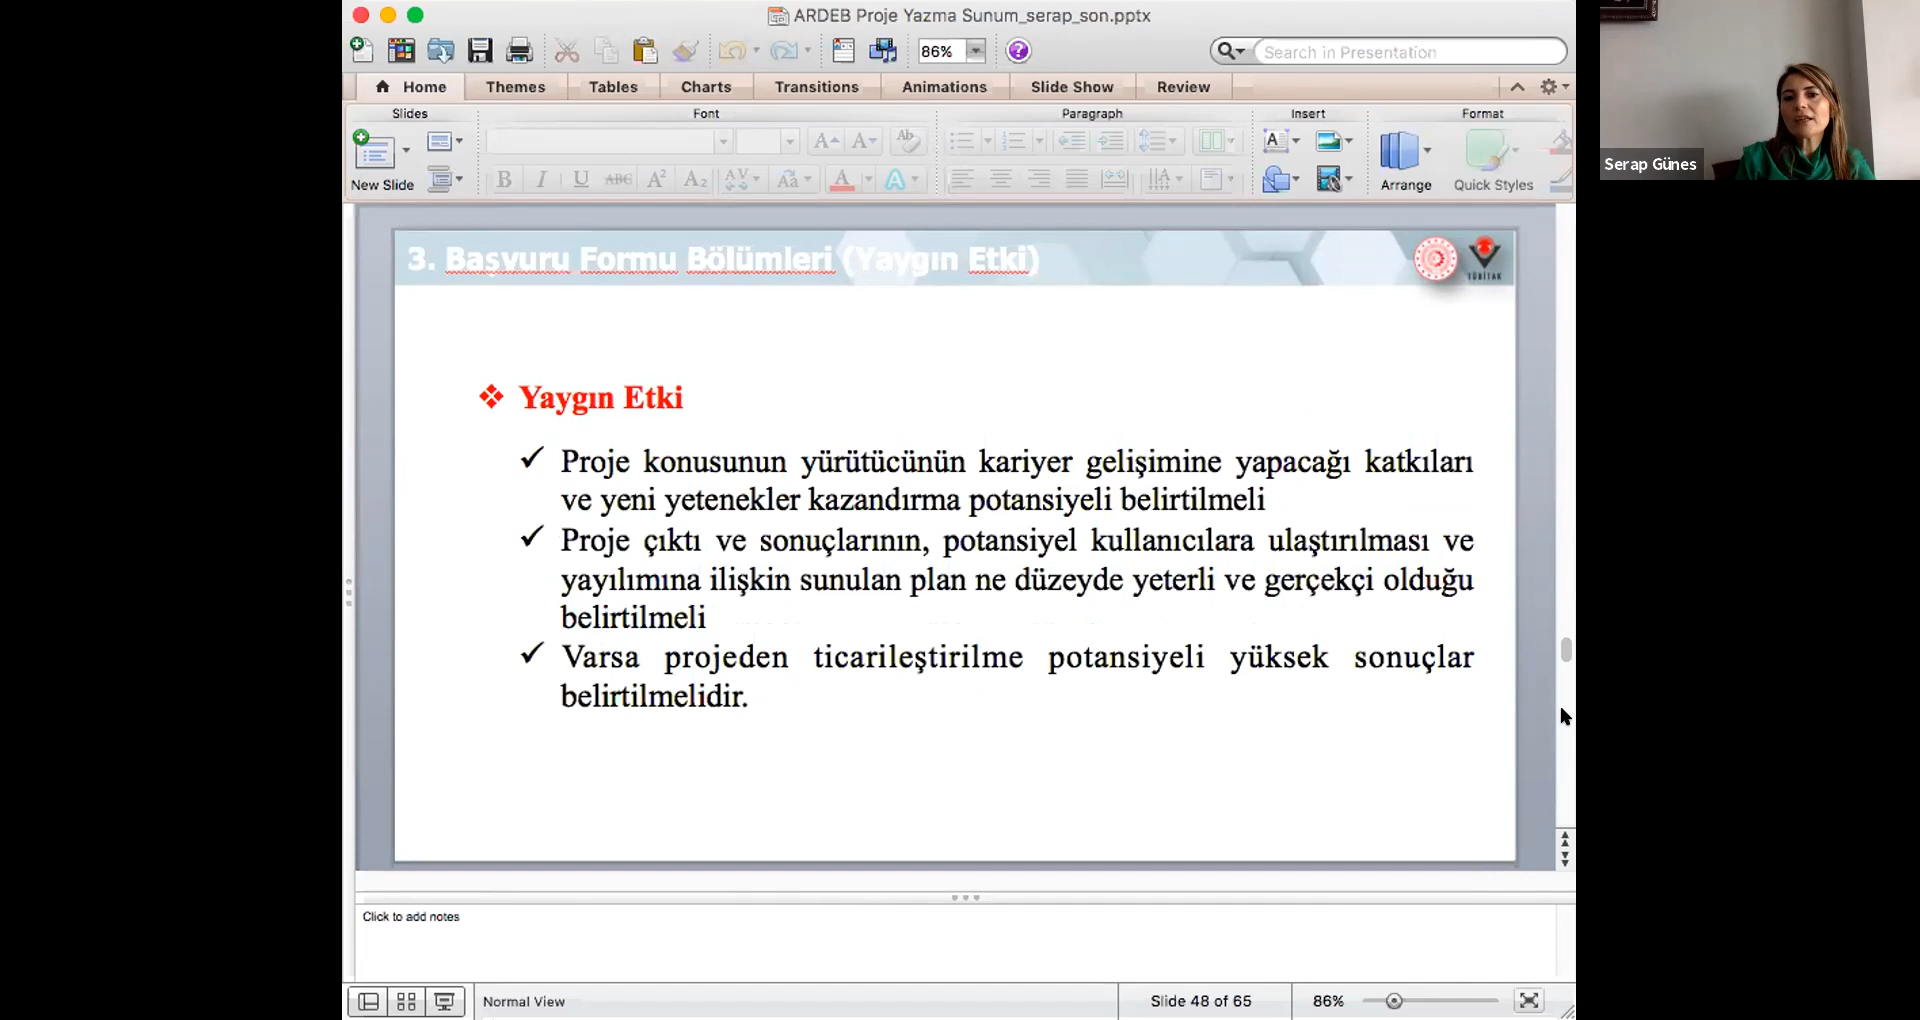 ARDEB Proje Yazma Sunum_serap_son.pptx
86%
Search in Presentation
Home
Themes
Tables
Charts
Transitions
Animations
Slide Show
Review
Slides
Font
Paragraph
Insert
Format
New Slide
Arrange
Quick Styles
Serap Günes
3. Başvuru Formu Bölümleri (Yaygın Etki)
TÜBİTAK
Yaygın Etki
Proje konusunun yürütücünün kariyer gelişimine yapacağı katkıları
ve yeni yetenekler kazandırma potansiyeli belirtilmeli
Proje çıktı ve sonuçlarının, potansiyel kullanıcılara ulaştırılması ve
yayılımına ilişkin sunulan plan ne düzeyde yeterli ve gerçekçi olduğu
belirtilmeli
Varsa projeden ticarileştirilme potansiyeli yüksek sonuçlar
belirtilmelidir.
Click to add notes
Normal View
Slide 48 of 65
86%